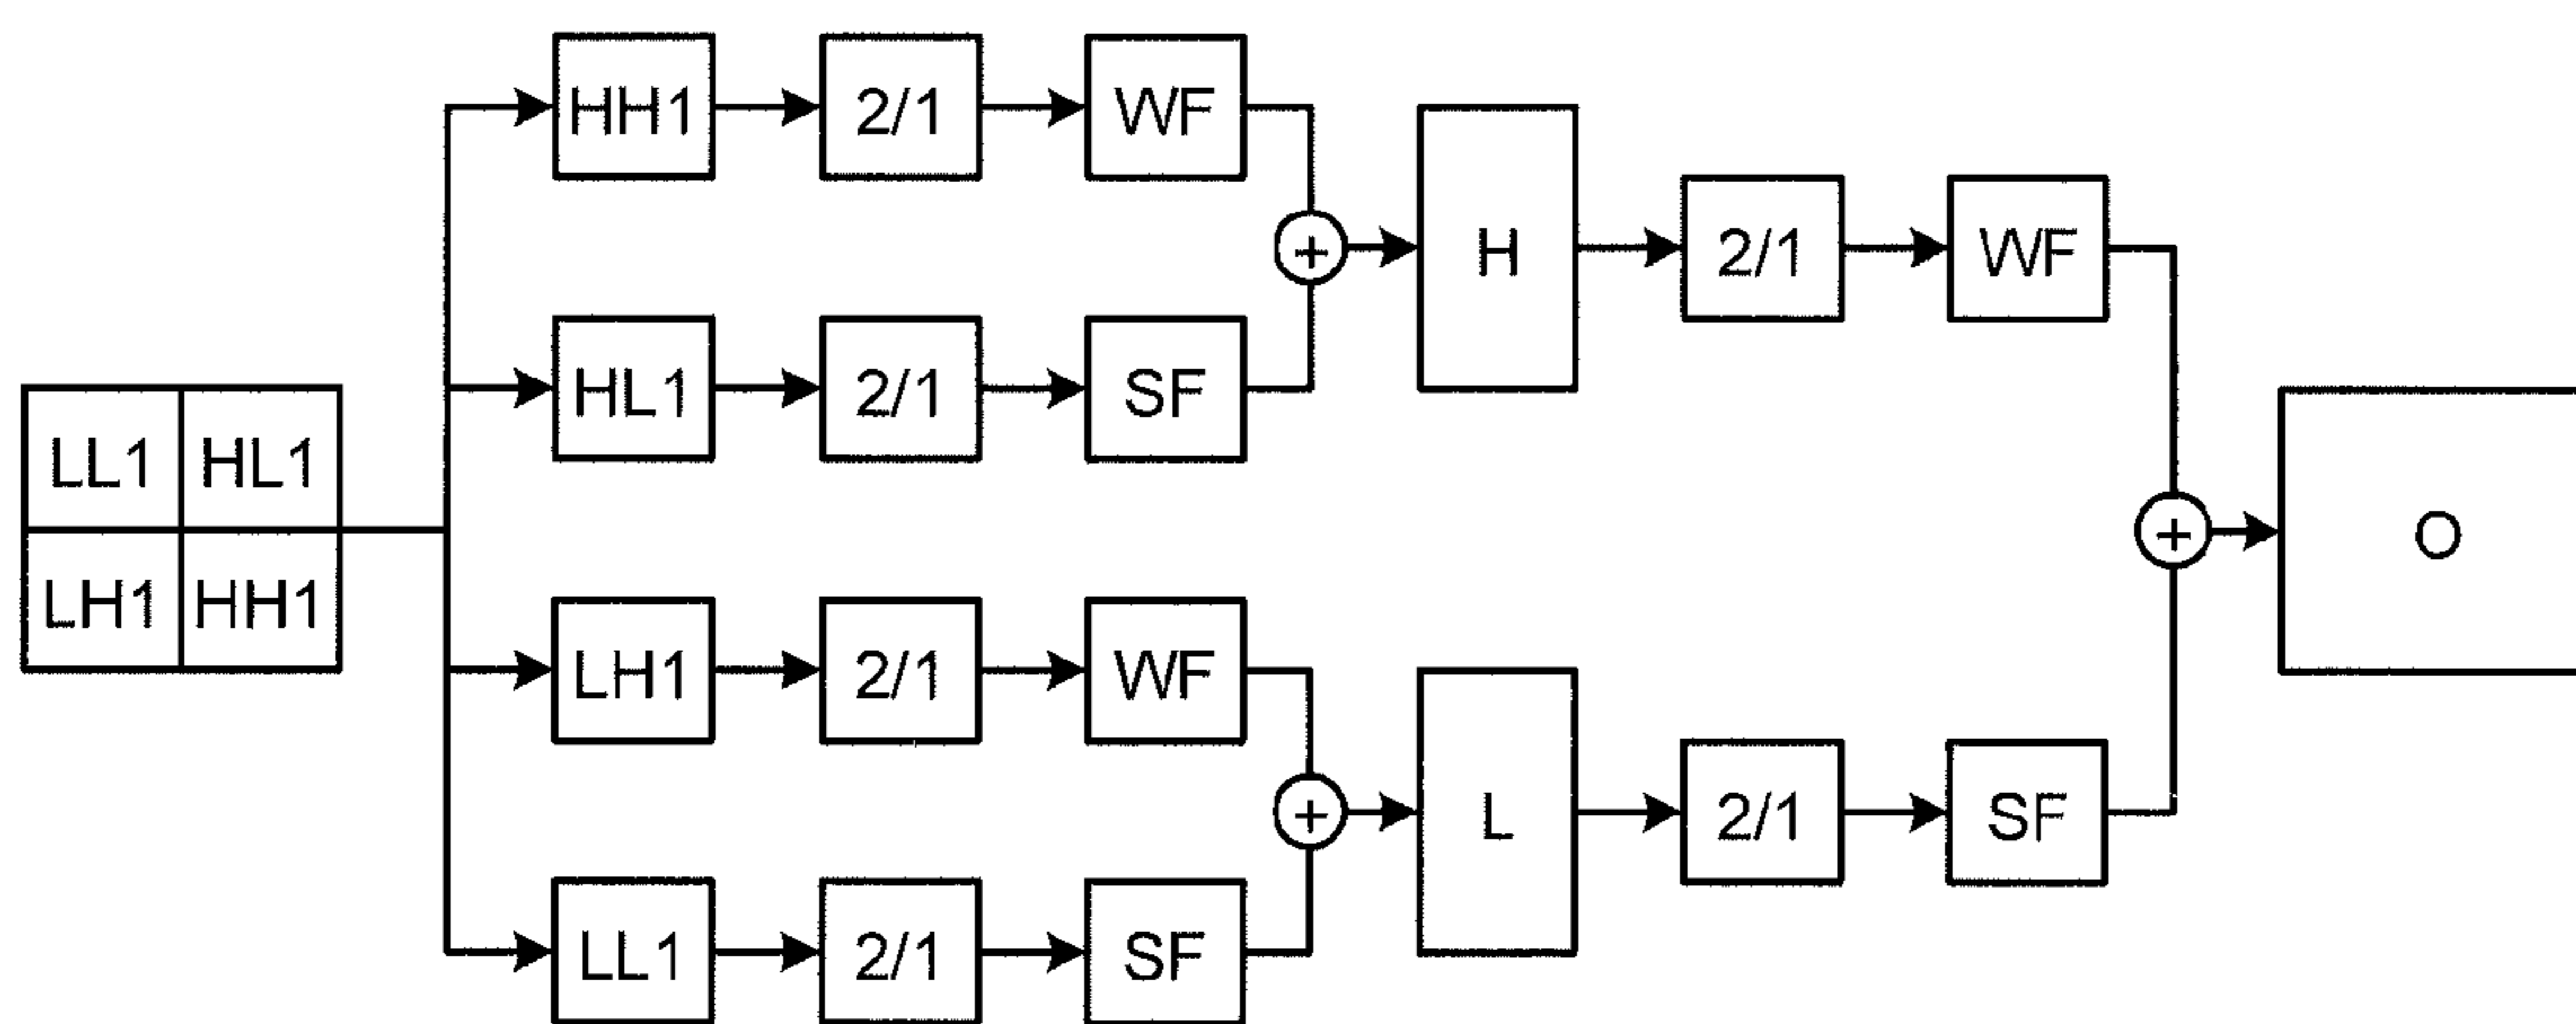 HH1 2/1 WF
+ H 2/1 WF
HL1 2/1 SF
LL1 HL1
+ O
LH1 HH1
LH1 2/1 WF
+ L 2/1 SF
LL1 2/1 SF